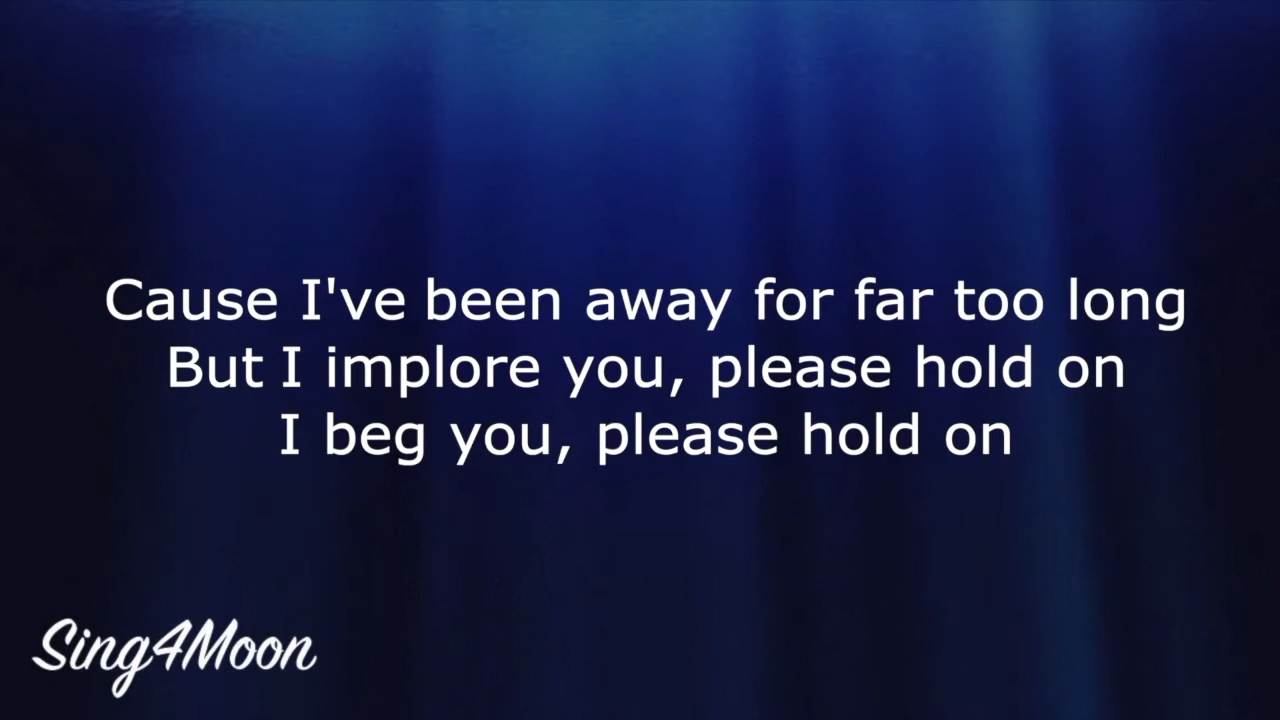 Cause I've been away for far too long
But I implore you, please hold on
I beg you, please hold on
Sing4Moon